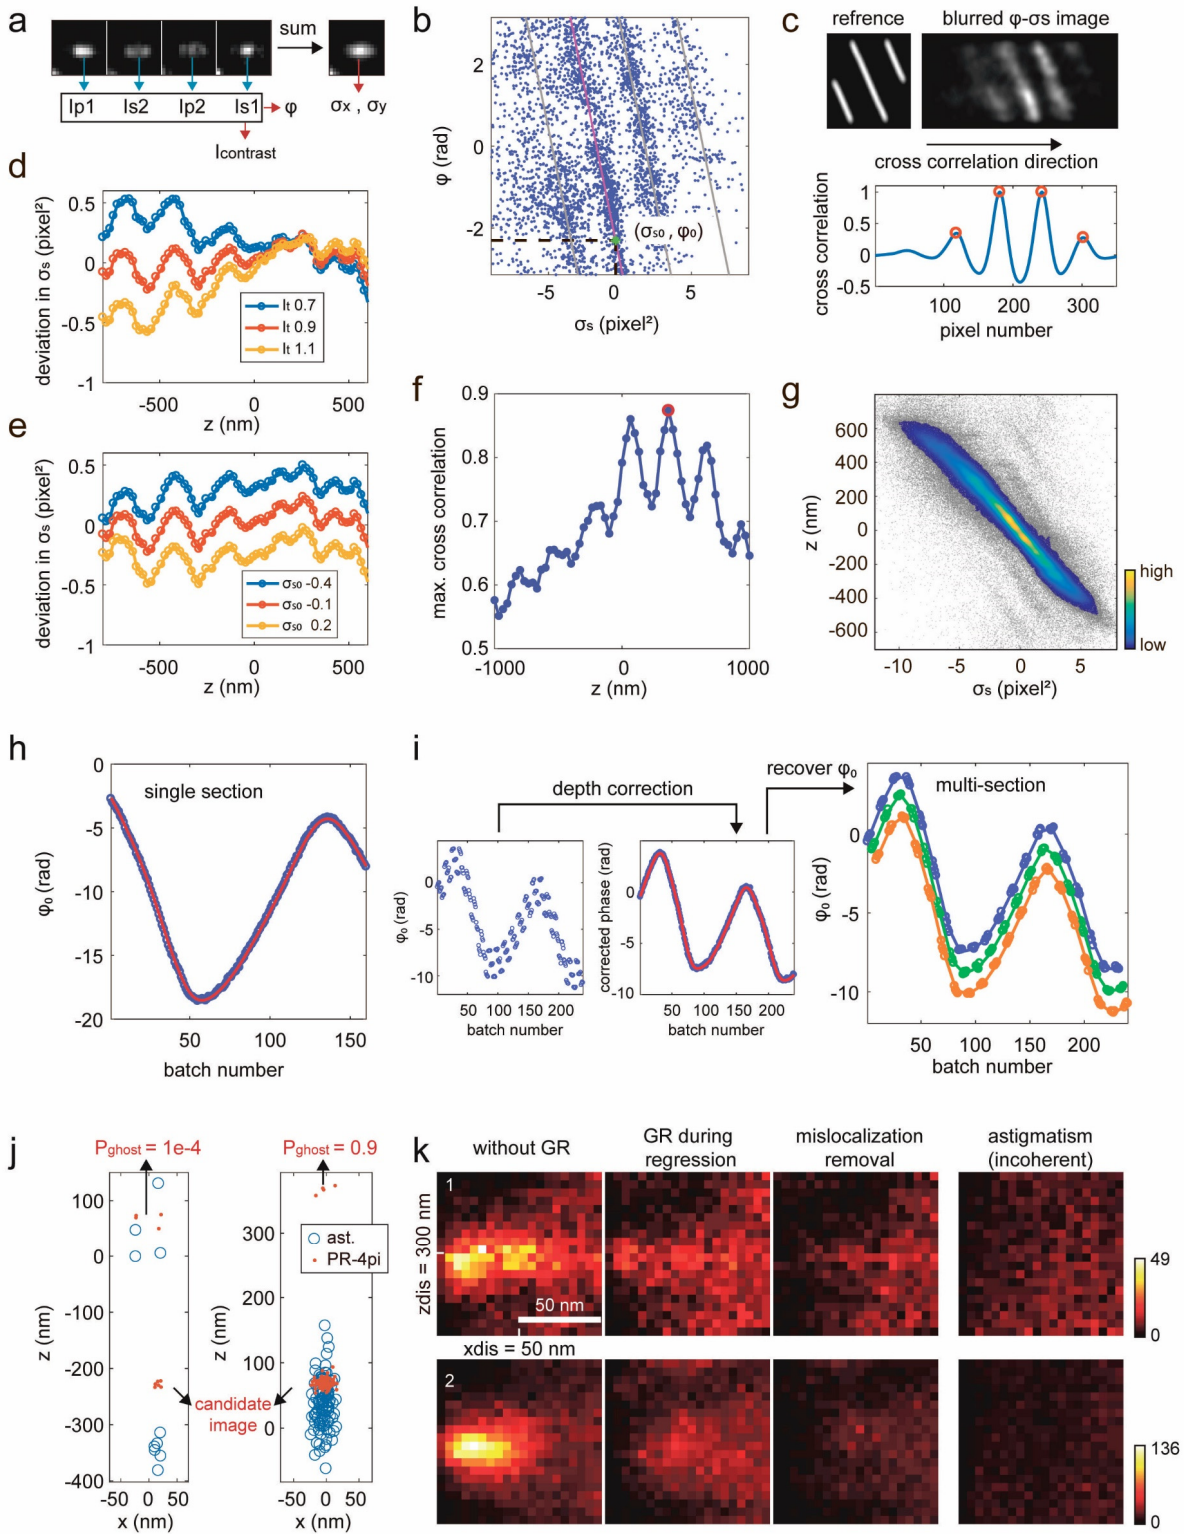 a
sum
Ip1 Is2 Ip2 Is1
φ
σx , σy
Icontrast
b
φ (rad)
2
0
-2
(σs0 , φ0)
-5 0 5
σs (pixel²)
c
refrence
blurred φ-σs image
cross correlation direction
cross correlation
1
0.5
0
-0.5
100 200 300
pixel number
d
deviation in σs (pixel²)
0.5
0
-0.5
-1
It 0.7
It 0.9
It 1.1
-500 0 500
z (nm)
e
deviation in σs (pixel²)
0.5
0
-0.5
-1
σs0 -0.4
σs0 -0.1
σs0 0.2
-500 0 500
z (nm)
f
max. cross correlation
0.9
0.8
0.7
0.6
0.5
-1000 0 1000
z (nm)
g
z (nm)
600
400
200
0
-200
-400
-600
high
low
-10 -5 0 5
σs (pixel²)
h
single section
φ0 (rad)
0
-5
-10
-15
-20
50 100 150
batch number
i
depth correction
recover φ0
φ0 (rad)
0
-5
-10
50 100 150 200
batch number
corrected phase (rad)
0
-5
-10
50 100 150 200
batch number
multi-section
φ0 (rad)
0
-5
-10
50 100 150 200
batch number
j
Pghost = 1e-4
Pghost = 0.9
z (nm)
100
0
-100
-200
-300
-400
-50 0 50
x (nm)
candidate
image
z (nm)
300
200
100
0
ast.
PR-4pi
-50 0 50
x (nm)
k
without GR
GR during
regression
mislocalization
removal
astigmatism
(incoherent)
1
zdis = 300 nm
50 nm
xdis = 50 nm
49
0
2
136
0